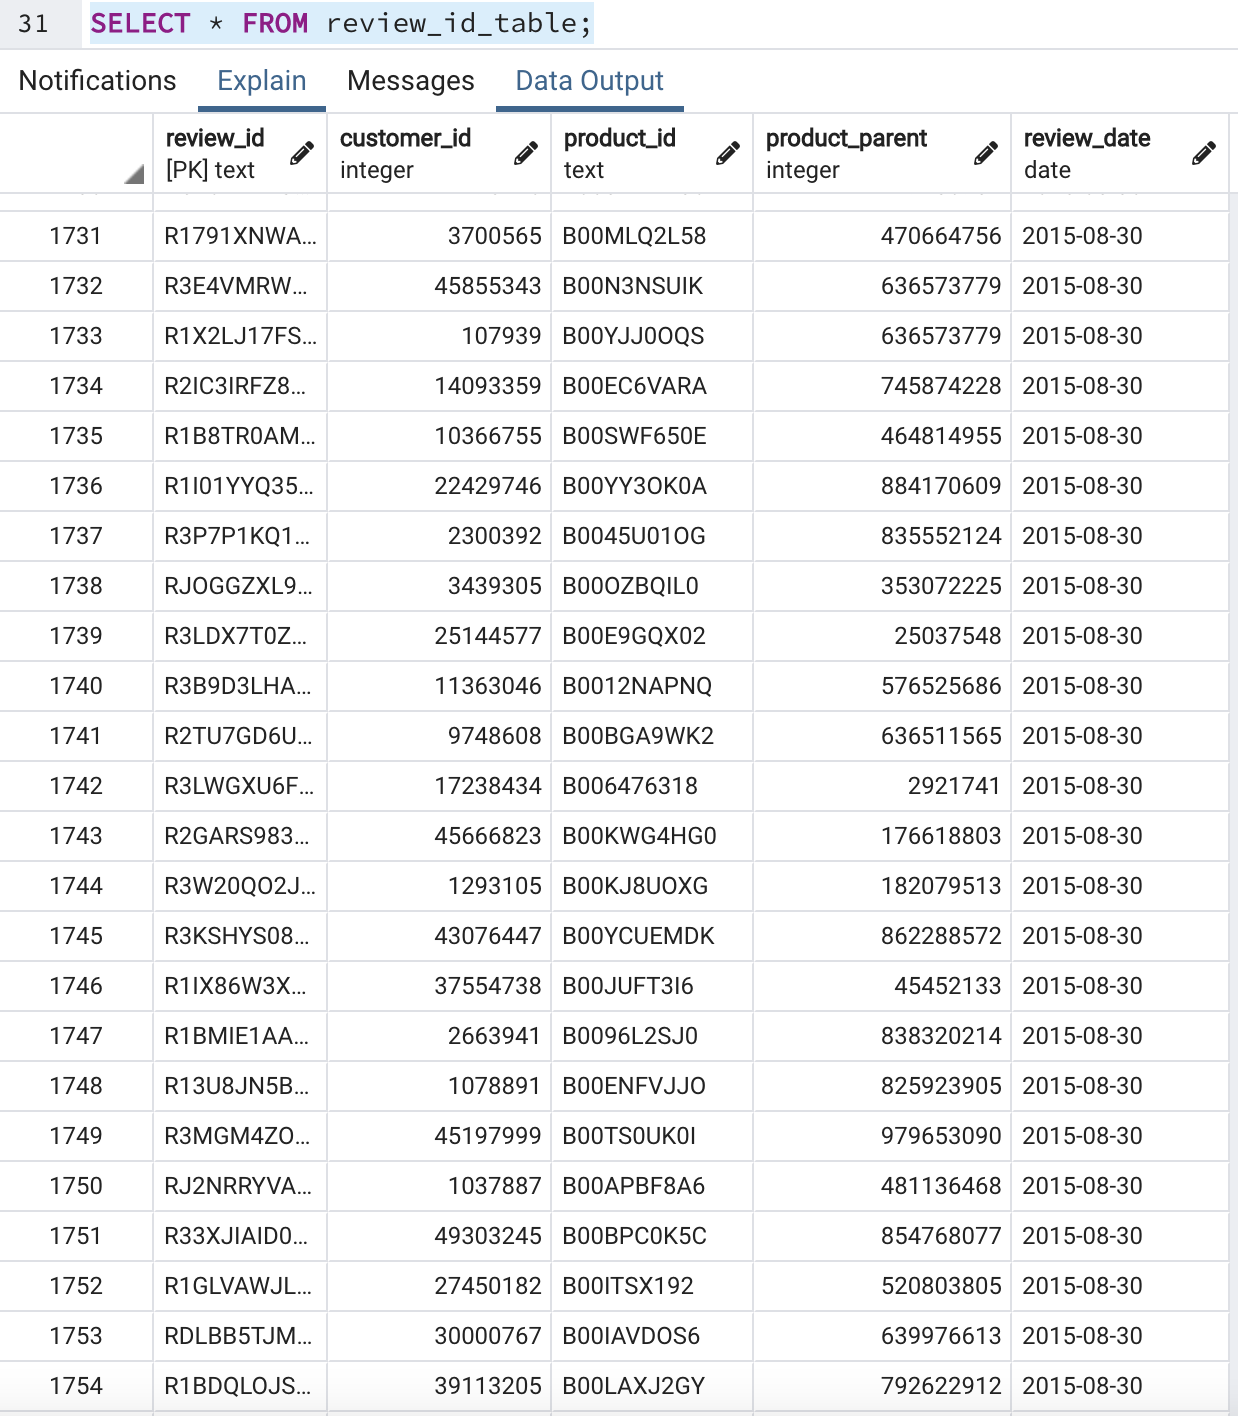 31 SELECT * FROM review_id_table;
Notifications Explain Messages Data Output
review_id customer_id product_id product_parent review_date
[PK] text integer text integer date
1731 R1791XNWA... 3700565 B00MLQ2L58 470664756 2015-08-30
1732 R3E4VMRW... 45855343 B00N3NSUIK 636573779 2015-08-30
1733 R1X2LJ17FS... 107939 B00YJJ0OQS 636573779 2015-08-30
1734 R2IC3IRFZ8... 14093359 B00EC6VARA 745874228 2015-08-30
1735 R1B8TR0AM... 10366755 B00SWF650E 464814955 2015-08-30
1736 R1I01YYQ35... 22429746 B00YY3OK0A 884170609 2015-08-30
1737 R3P7P1KQ1... 2300392 B0045U01OG 835552124 2015-08-30
1738 RJOGGZXL9... 3439305 B00OZBQIL0 353072225 2015-08-30
1739 R3LDX7T0Z... 25144577 B00E9GQX02 25037548 2015-08-30
1740 R3B9D3LHA... 11363046 B0012NAPNQ 576525686 2015-08-30
1741 R2TU7GD6U... 9748608 B00BGA9WK2 636511565 2015-08-30
1742 R3LWGXU6F... 17238434 B006476318 2921741 2015-08-30
1743 R2GARS983... 45666823 B00KWG4HG0 176618803 2015-08-30
1744 R3W20QO2J... 1293105 B00KJ8UOXG 182079513 2015-08-30
1745 R3KSHYS08... 43076447 B00YCUEMDK 862288572 2015-08-30
1746 R1IX86W3X... 37554738 B00JUFT3I6 45452133 2015-08-30
1747 R1BMIE1AA... 2663941 B0096L2SJ0 838320214 2015-08-30
1748 R13U8JN5B... 1078891 B00ENFVJJO 825923905 2015-08-30
1749 R3MGM4ZO... 45197999 B00TS0UK0I 979653090 2015-08-30
1750 RJ2NRRYVA... 1037887 B00APBF8A6 481136468 2015-08-30
1751 R33XJIAID0... 49303245 B00BPC0K5C 854768077 2015-08-30
1752 R1GLVAWJL... 27450182 B00ITSX192 520803805 2015-08-30
1753 RDLBB5TJM... 30000767 B00IAVDOS6 639976613 2015-08-30
1754 R1BDQLOJS... 39113205 B00LAXJ2GY 792622912 2015-08-30